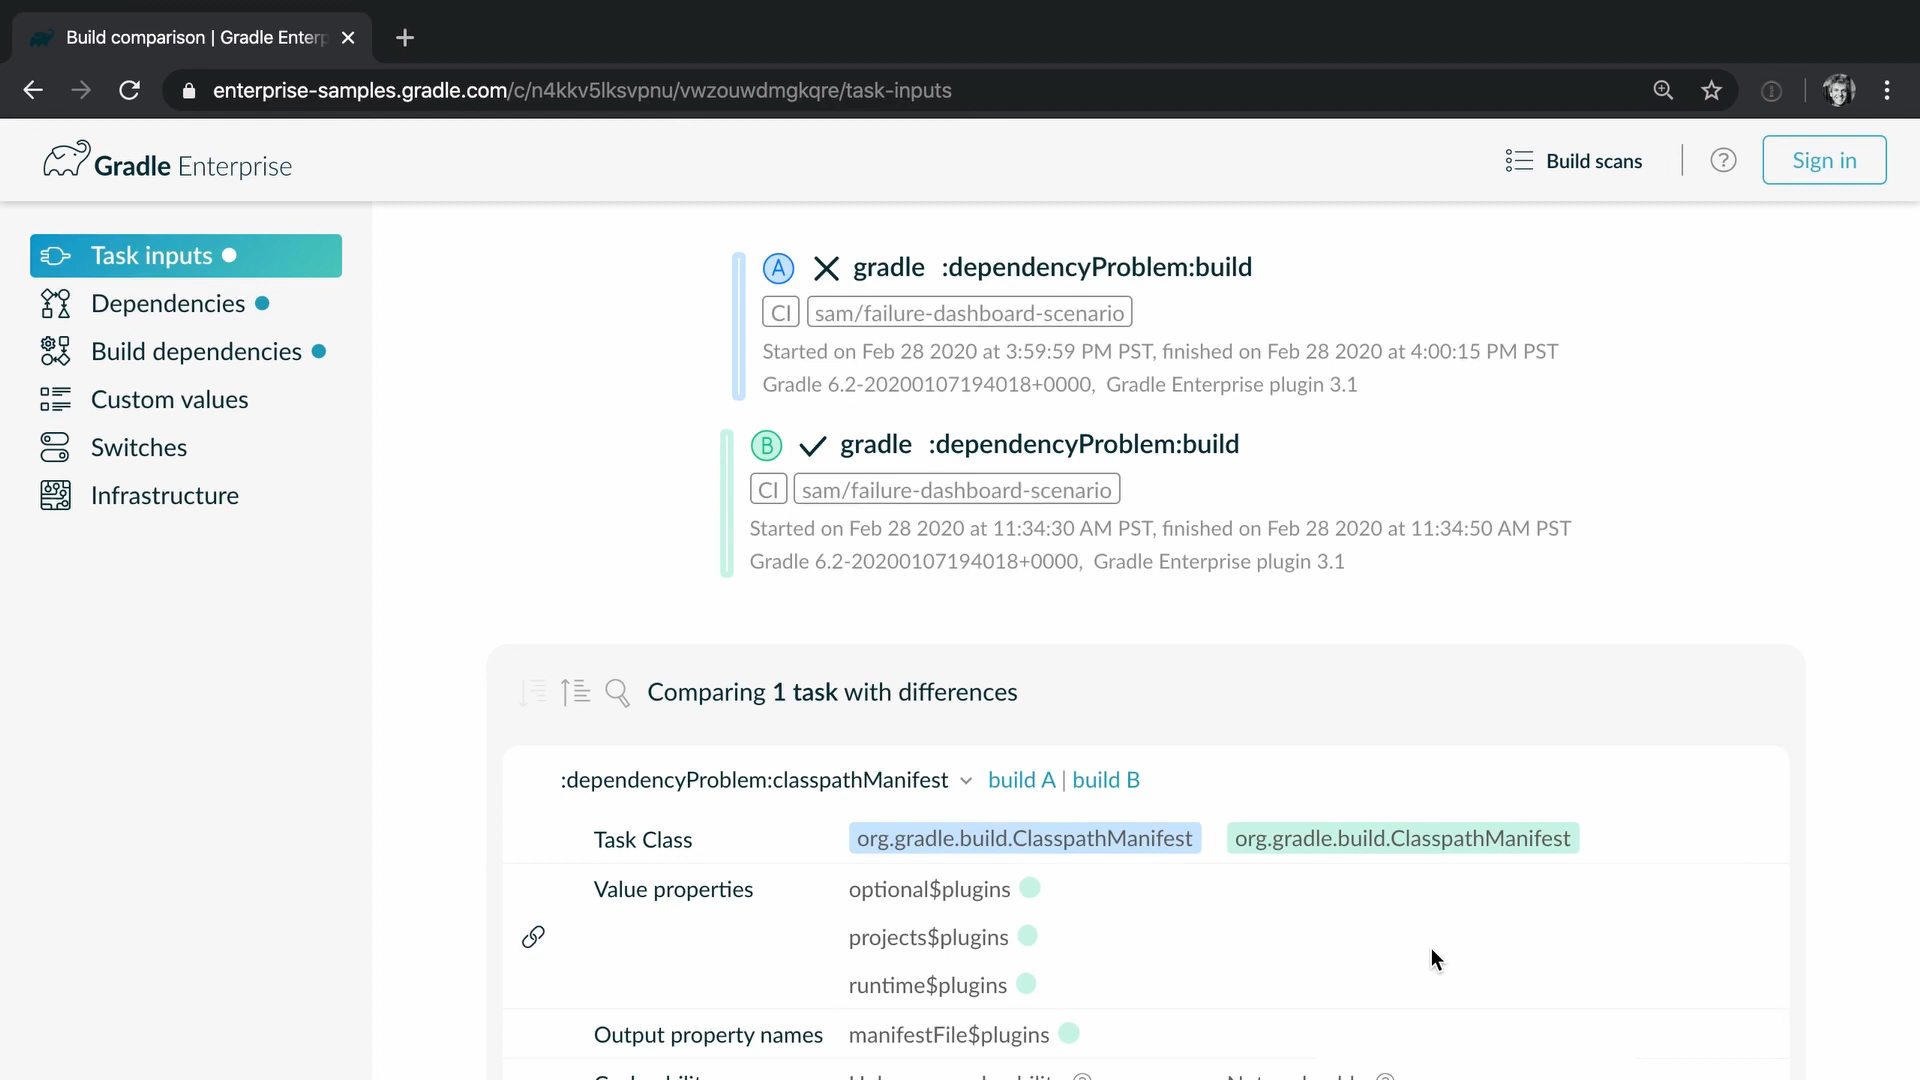 Build comparison | Gradle Enterp
enterprise-samples.gradle.com/c/n4kkv5lksvpnu/vwzouwdmgkqre/task-inputs
Gradle Enterprise
Build scans
?
Sign in
Task inputs
Dependencies
Build dependencies
Custom values
Switches
Infrastructure
A gradle :dependencyProblem:build
CI sam/failure-dashboard-scenario
Started on Feb 28 2020 at 3:59:59 PM PST, finished on Feb 28 2020 at 4:00:15 PM PST
Gradle 6.2-20200107194018+0000, Gradle Enterprise plugin 3.1
B gradle :dependencyProblem:build
CI sam/failure-dashboard-scenario
Started on Feb 28 2020 at 11:34:30 AM PST, finished on Feb 28 2020 at 11:34:50 AM PST
Gradle 6.2-20200107194018+0000, Gradle Enterprise plugin 3.1
Comparing 1 task with differences
:dependencyProblem:classpathManifest build A | build B
Task Class org.gradle.build.ClasspathManifest org.gradle.build.ClasspathManifest
Value properties optional$plugins
projects$plugins
runtime$plugins
Output property names manifestFile$plugins